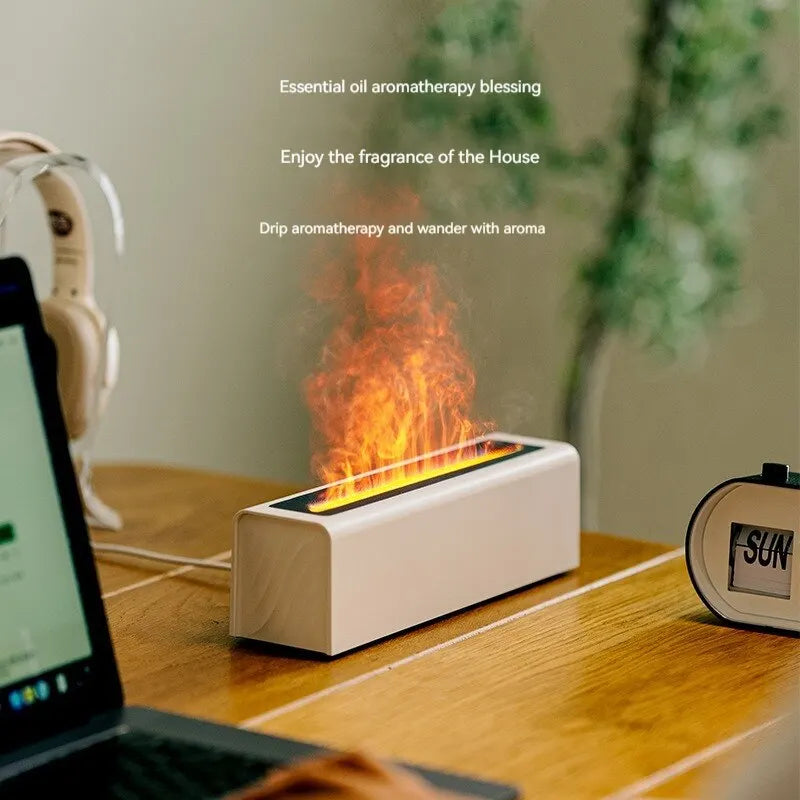 Essential oil aromatherapy blessing
Enjoy the fragrance of the House
Drip aromatherapy and wander with aroma
SUN